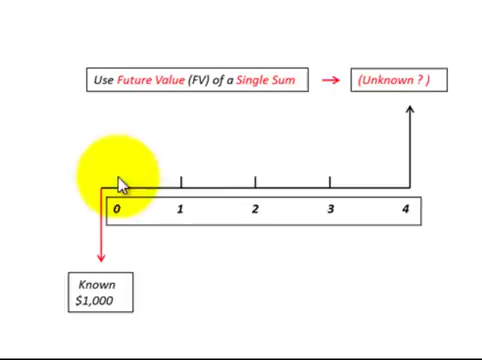 Use Future Value (FV) of a Single Sum → (Unknown ? )
0 1 2 3 4
Known
$1,000